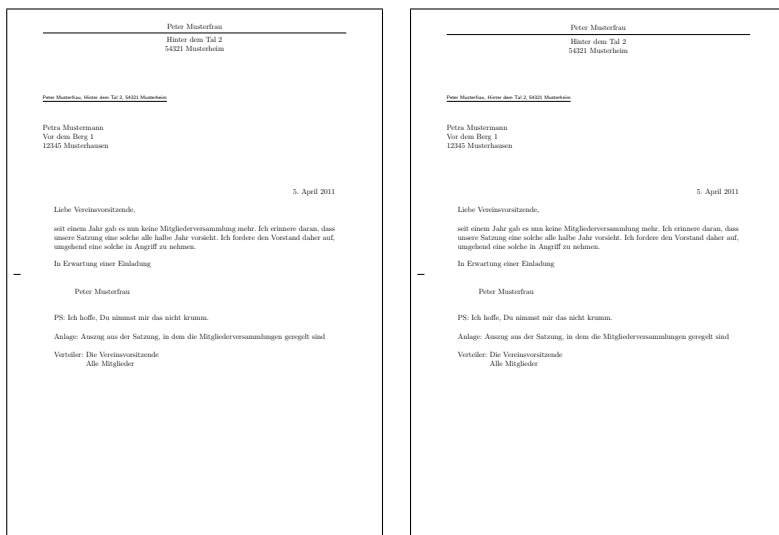 Peter Musterfrau
Hinter dem Tal 2
54321 Musterheim
Peter Musterfrau, Hinter dem Tal 2, 54321 Musterheim
Petra Mustermann
Vor dem Berg 1
12345 Musterhausen
5. April 2011
Liebe Vereinsvorsitzende,
seit einem Jahr gab es nun keine Mitgliederversammlung mehr. Ich erinnere daran, dass
unsere Satzung eine solche alle halbe Jahr vorsieht. Ich fordere den Vorstand daher auf,
umgehend eine solche in Angriff zu nehmen.
In Erwartung einer Einladung
Peter Musterfrau
PS: Ich hoffe, Du nimmst mir das nicht krumm.
Anlage: Auszug aus der Satzung, in dem die Mitgliederversammlungen geregelt sind
Verteiler: Die Vereinsvorsitzende
Alle Mitglieder
Peter Musterfrau
Hinter dem Tal 2
54321 Musterheim
Peter Musterfrau, Hinter dem Tal 2, 54321 Musterheim
Petra Mustermann
Vor dem Berg 1
12345 Musterhausen
5. April 2011
Liebe Vereinsvorsitzende,
seit einem Jahr gab es nun keine Mitgliederversammlung mehr. Ich erinnere daran, dass
unsere Satzung eine solche alle halbe Jahr vorsieht. Ich fordere den Vorstand daher auf,
umgehend eine solche in Angriff zu nehmen.
In Erwartung einer Einladung
Peter Musterfrau
PS: Ich hoffe, Du nimmst mir das nicht krumm.
Anlage: Auszug aus der Satzung, in dem die Mitgliederversammlungen geregelt sind
Verteiler: Die Vereinsvorsitzende
Alle Mitglieder